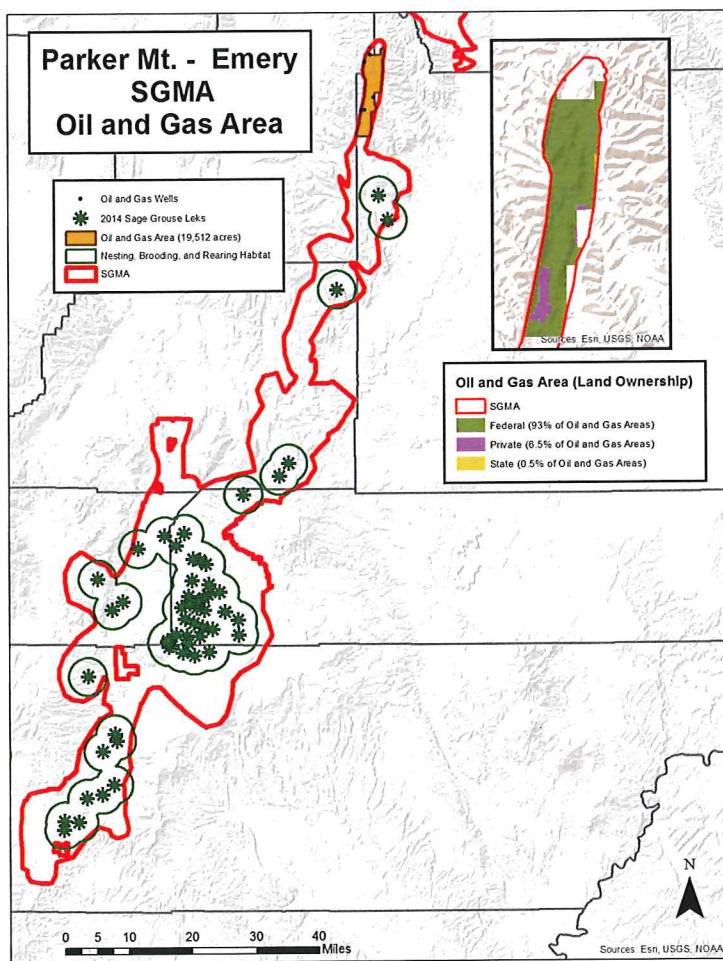 Parker Mt. - Emery
SGMA
Oil and Gas Area
Oil and Gas Wells
2014 Sage Grouse Leks
Oil and Gas Area (19,512 acres)
Nesting, Brooding, and Rearing Habitat
SGMA
Sources: Esri, USGS, NOAA
Oil and Gas Area (Land Ownership)
SGMA
Federal (93% of Oil and Gas Areas)
Private (6.5% of Oil and Gas Areas)
State (0.5% of Oil and Gas Areas)
N
0 5 10 20 30 40
Miles
Sources: Esri, USGS, NOAA